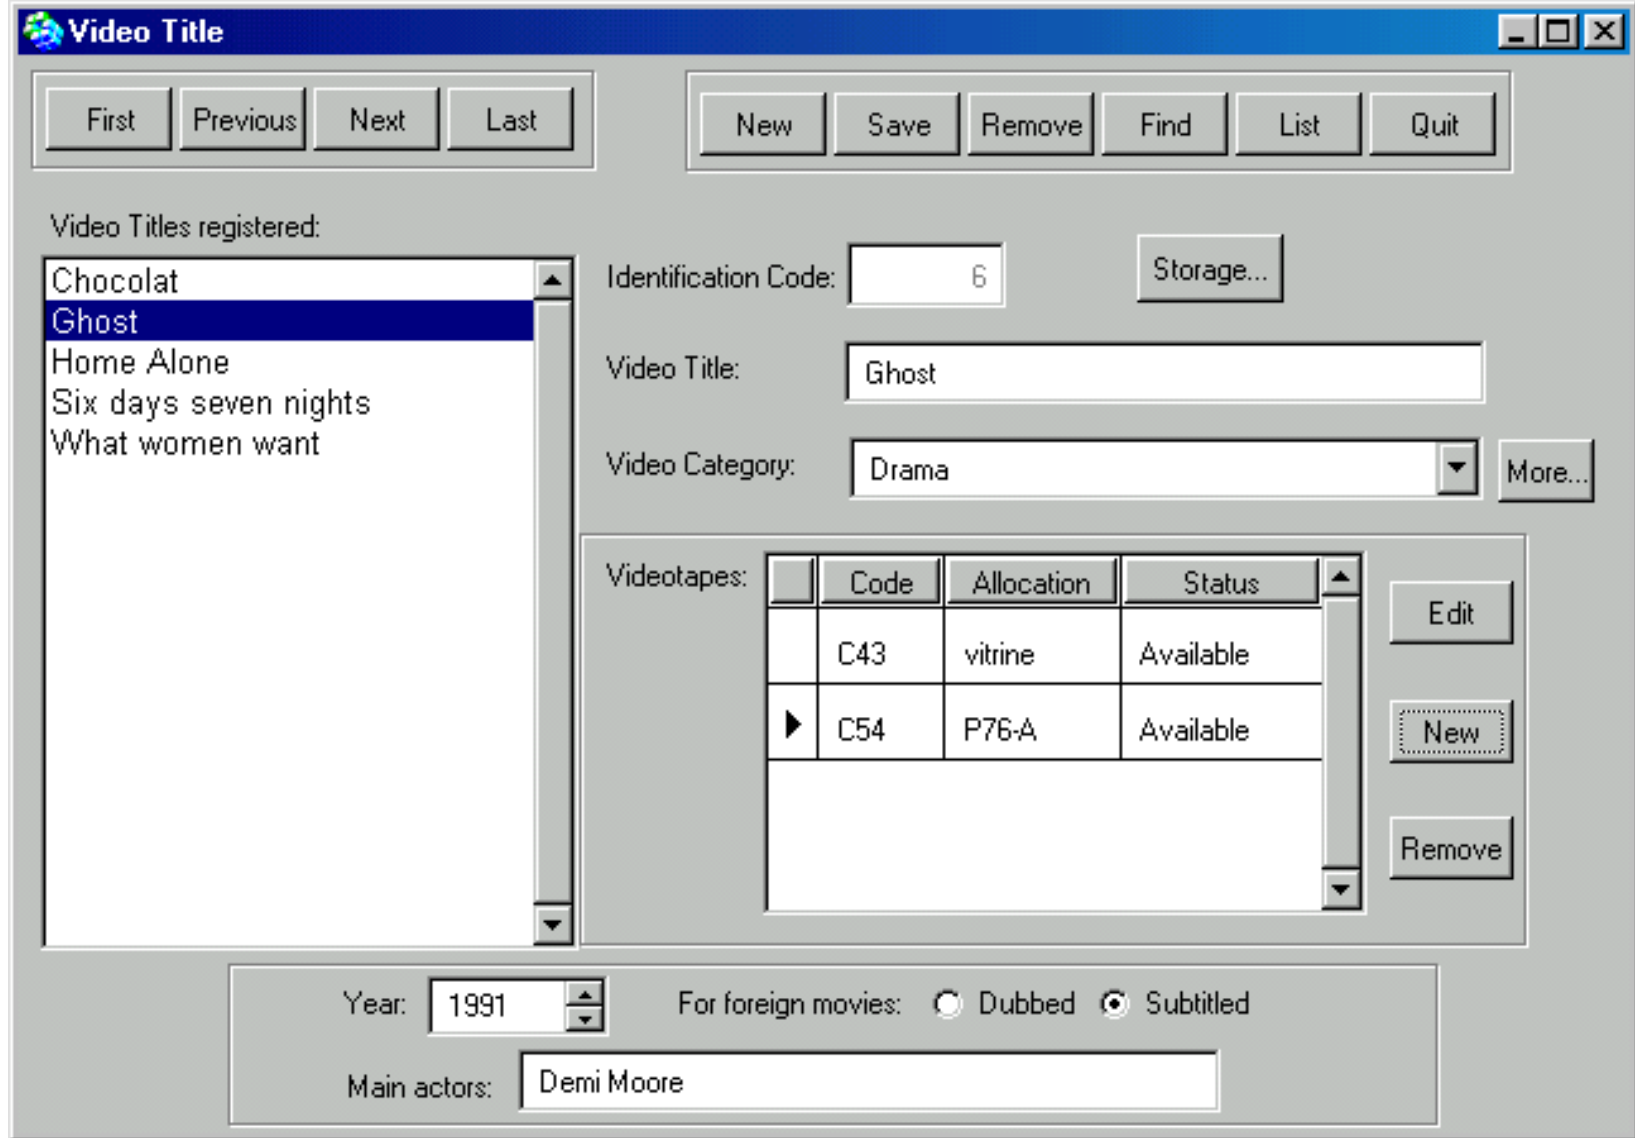 Video Title
First Previous Next Last
New Save Remove Find List Quit
Video Titles registered:
Chocolat
Ghost
Home Alone
Six days seven nights
What women want
Identification Code: 6 Storage...
Video Title: Ghost
Video Category: Drama More...
Videotapes: Code Allocation Status
C43 vitrine Available
C54 P76-A Available
Edit
New
Remove
Year: 1991 For foreign movies: Dubbed Subtitled
Main actors: Demi Moore